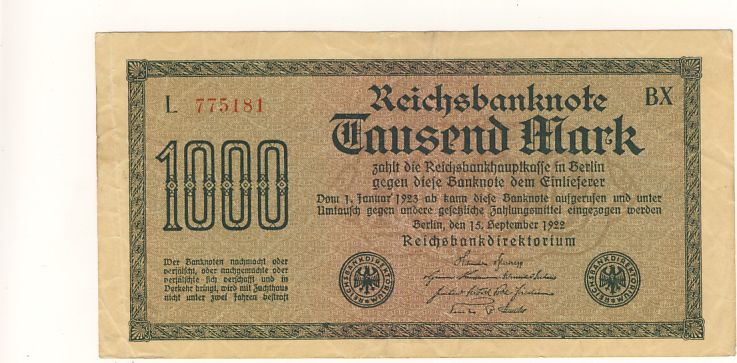 L 775181
BX
Reichsbanknote
Tausend Mark
1000
zahlt die Reichsbankhauptkasse in Berlin
gegen diese Banknote dem Einlieferer
Vom 1. Januar 1923 ab kann diese Banknote aufgerufen und unter
Umtausch gegen andere gesetzliche Zahlungsmittel eingezogen werden
Berlin, den 15. September 1922
Reichsbankdirektorium
Wer Banknoten nachmacht oder
verfälscht, oder nachgemachte oder
verfälschte sich verschafft und in
Verkehr bringt, wird mit Zuchthaus
nicht unter zwei Jahren bestraft
REICHSBANKDIREKTORIUM
REICHSBANKDIREKTORIUM